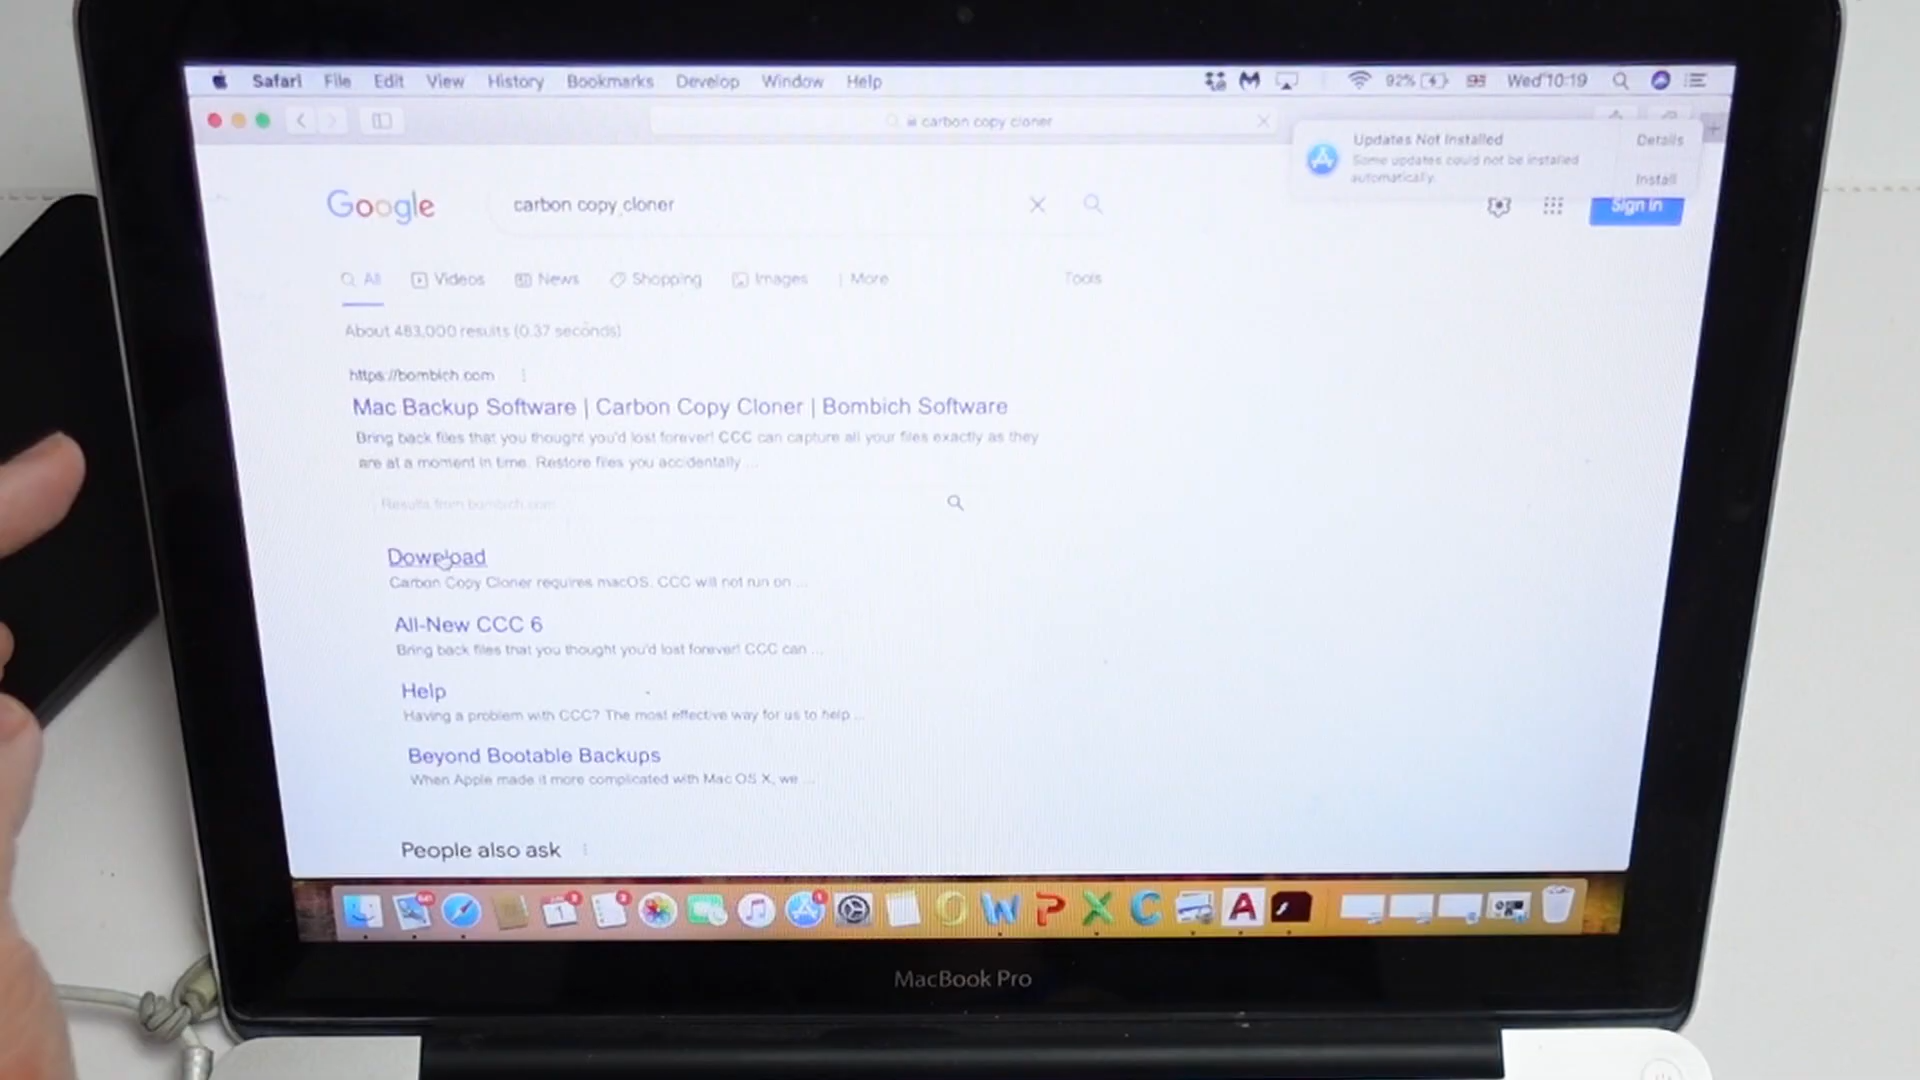 Safari File Edit View History Bookmarks Develop Window Help 92% Wed 10:19
carbon copy cloner
Updates Not Installed Details
Some updates could not be installed
automatically. Install
Google carbon copy cloner Sign in
All Videos News Shopping Images More Tools
About 483,000 results (0.37 seconds)
https://bombich.com
Mac Backup Software | Carbon Copy Cloner | Bombich Software
Bring back files that you thought you'd lost forever! CCC can capture all your files exactly as they
are at a moment in time. Restore files you accidentally ...
Results from bombich.com
Download
Carbon Copy Cloner requires macOS. CCC will not run on ...
All-New CCC 6
Bring back files that you thought you'd lost forever! CCC can ...
Help
Having a problem with CCC? The most effective way for us to help ...
Beyond Bootable Backups
When Apple made it more complicated with Mac OS X, we ...
People also ask
MacBook Pro